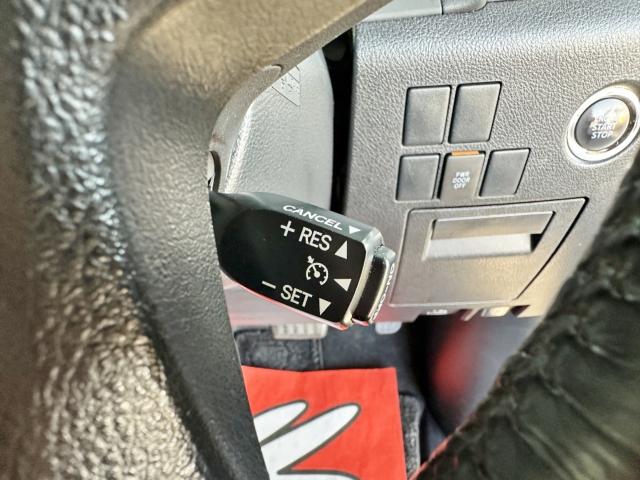 CANCEL▼
+ RES ▲
◄
− SET ▼
ENGINE
START
STOP
PWR
DOOR
OFF